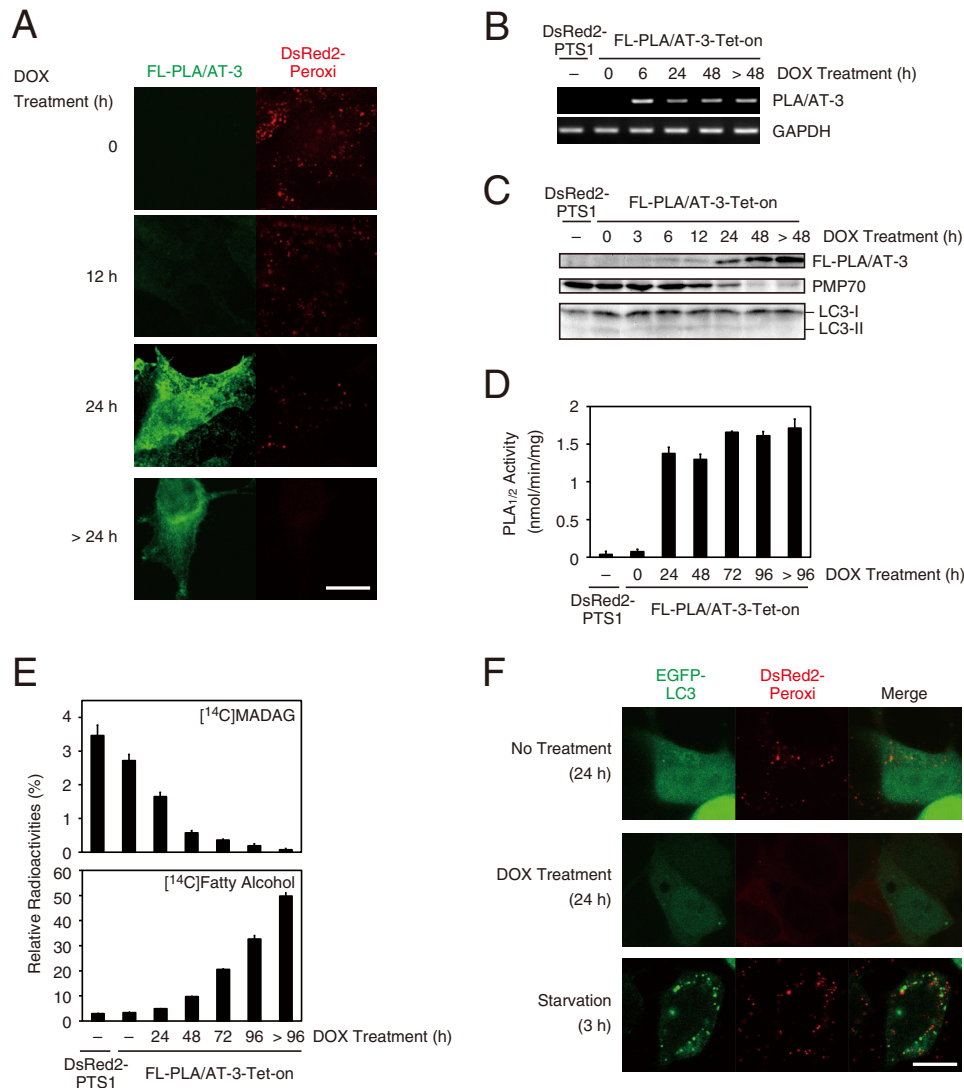 A
DOX
Treatment (h)
FL-PLA/AT-3
DsRed2-
Peroxi
0
12 h
24 h
> 24 h
B
DsRed2-
PTS1
FL-PLA/AT-3-Tet-on
– 0 6 24 48 > 48 DOX Treatment (h)
PLA/AT-3
GAPDH
C
DsRed2-
PTS1
FL-PLA/AT-3-Tet-on
– 0 3 6 12 24 48 > 48 DOX Treatment (h)
FL-PLA/AT-3
PMP70
LC3-I
LC3-II
D
PLA1/2 Activity
(nmol/min/mg)
2
1.5
1
0.5
0
– 0 24 48 72 96 > 96 DOX Treatment (h)
DsRed2-
PTS1
FL-PLA/AT-3-Tet-on
E
Relative Radioactivities (%)
[14C]MADAG
4
3
2
1
0
[14C]Fatty Alcohol
60
50
40
30
20
10
0
– – 24 48 72 96 > 96 DOX Treatment (h)
DsRed2-
PTS1
FL-PLA/AT-3-Tet-on
F
EGFP-
LC3
DsRed2-
Peroxi
Merge
No Treatment
(24 h)
DOX Treatment
(24 h)
Starvation
(3 h)